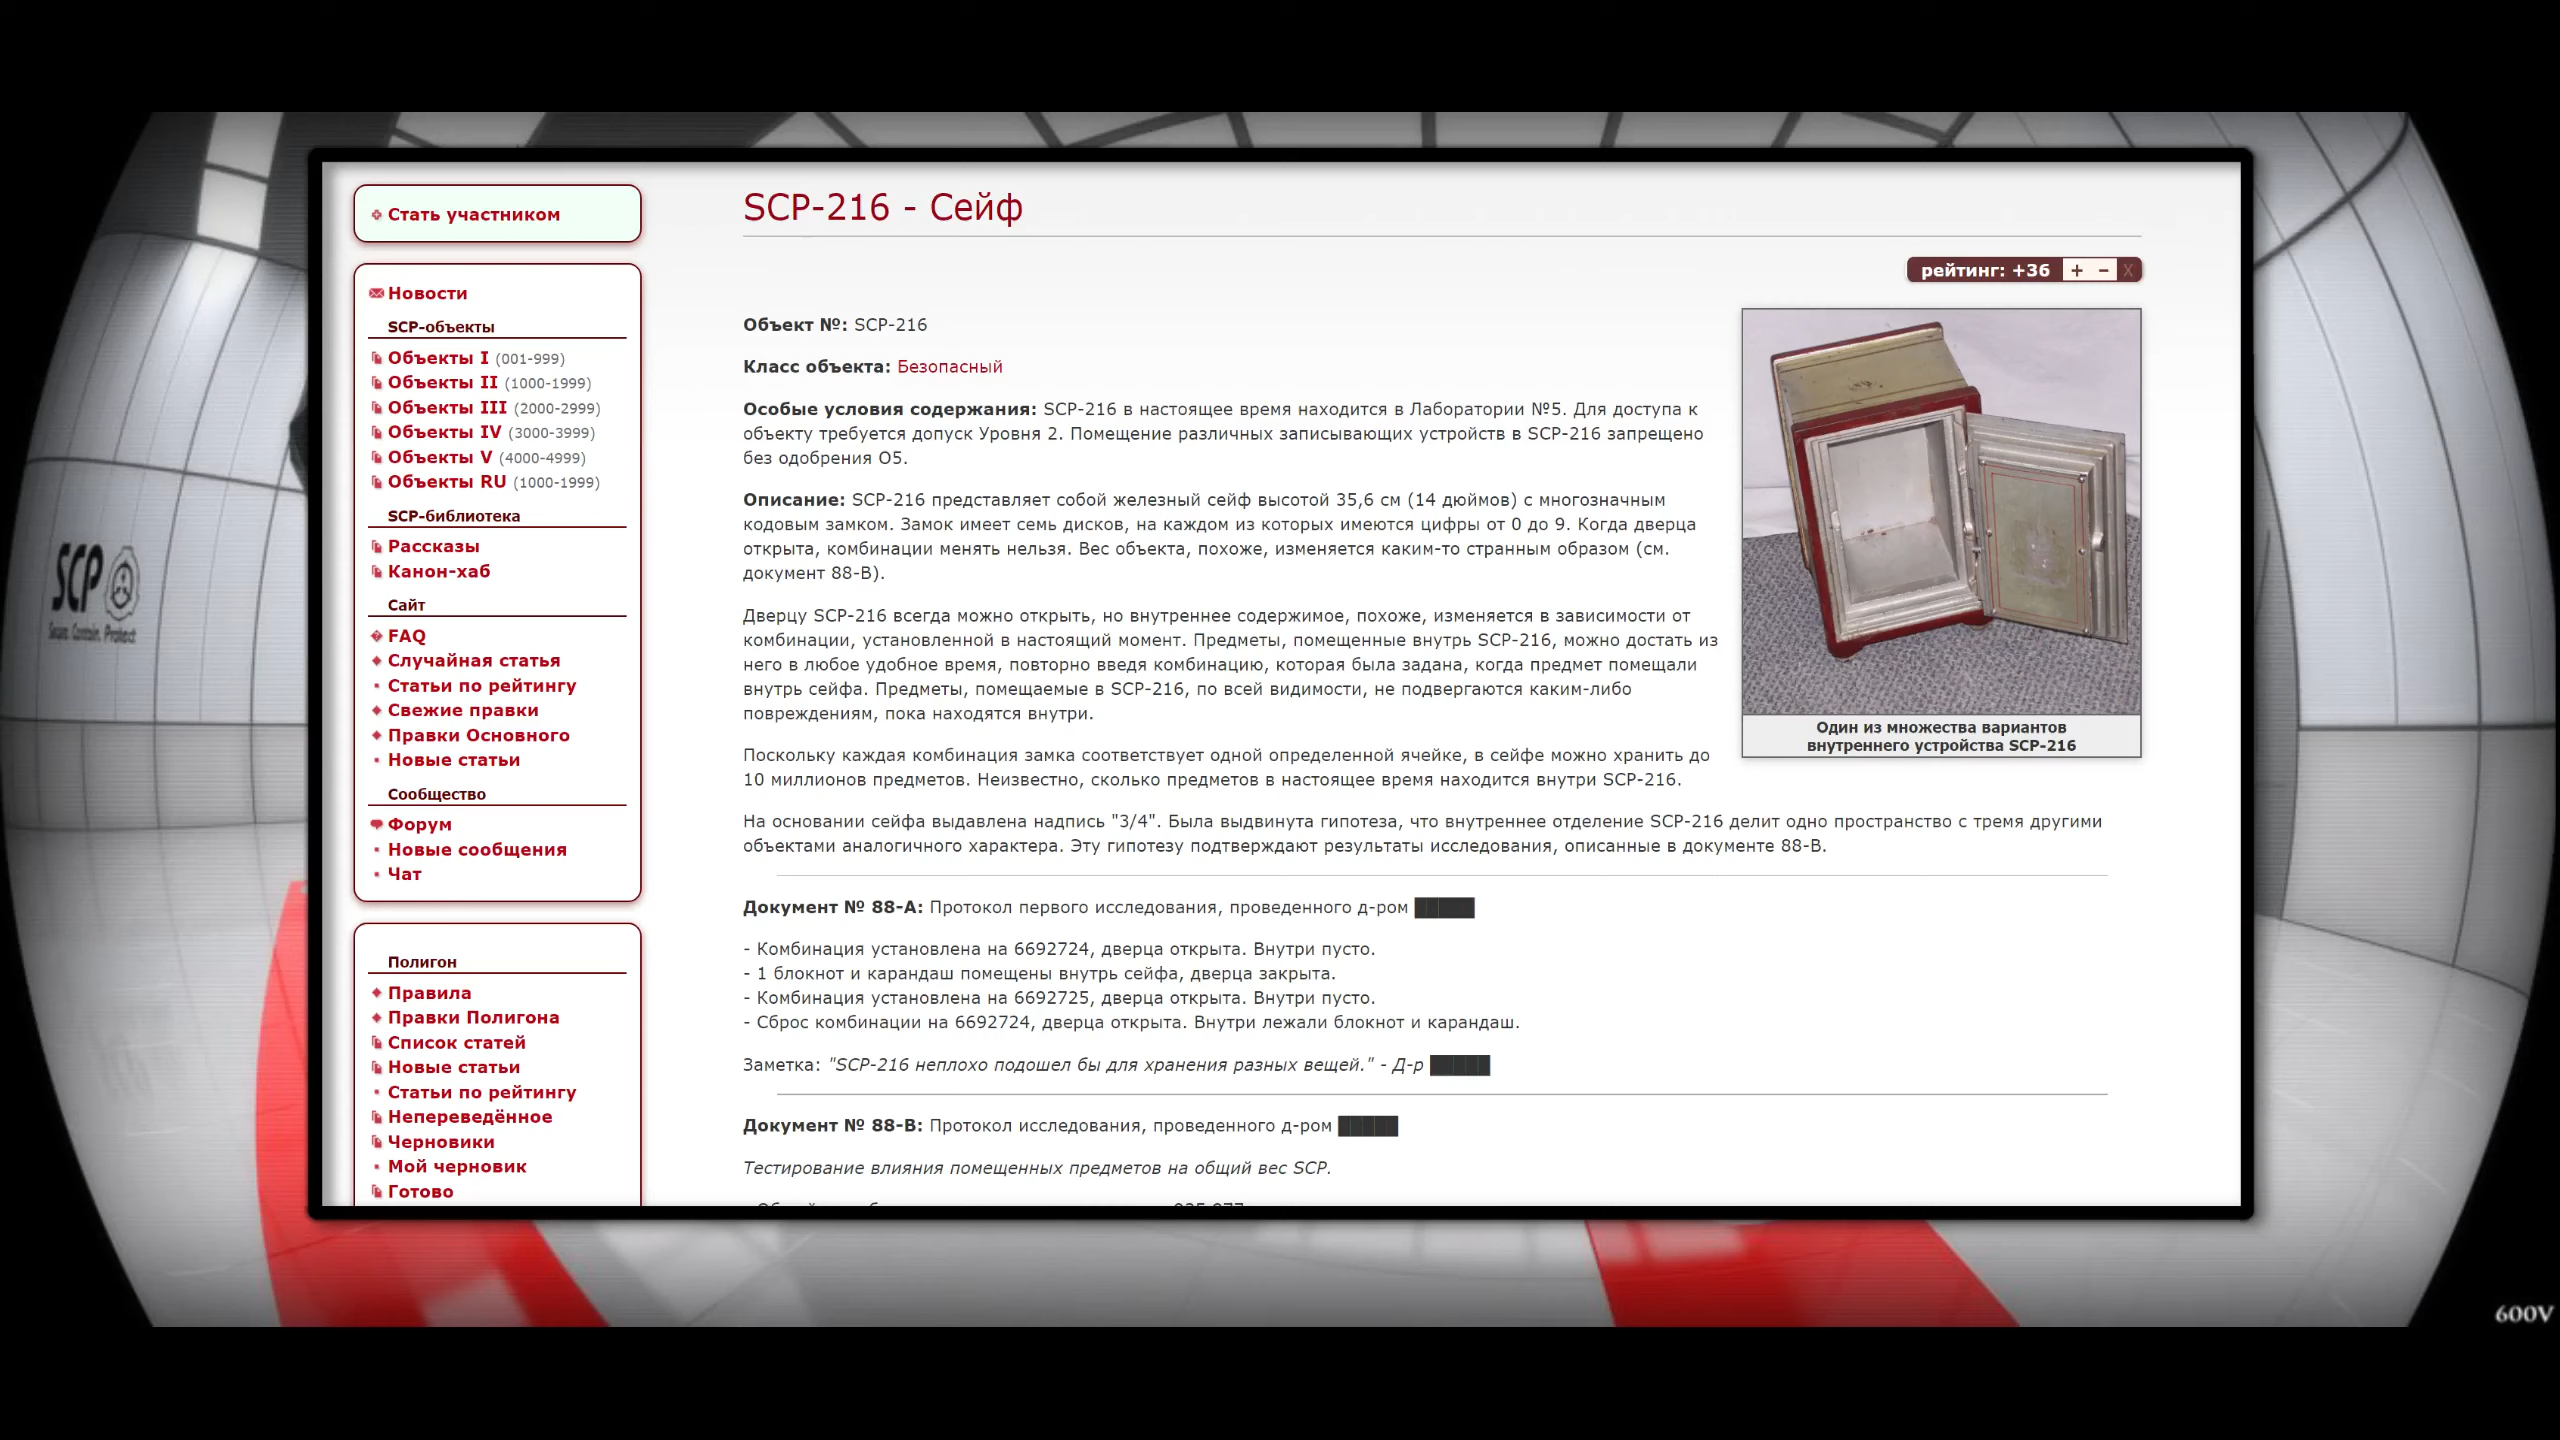 Стать участником
Новости
SCP-объекты
Объекты I (001-999)
Объекты II (1000-1999)
Объекты III (2000-2999)
Объекты IV (3000-3999)
Объекты V (4000-4999)
Объекты RU (1000-1999)
SCP-библиотека
Рассказы
Канон-хаб
Сайт
FAQ
Случайная статья
Статьи по рейтингу
Свежие правки
Правки Основного
Новые статьи
Сообщество
Форум
Новые сообщения
Чат
Полигон
Правила
Правки Полигона
Список статей
Новые статьи
Статьи по рейтингу
Непереведённое
Черновики
Мой черновик
Готово
SCP-216 - Сейф
рейтинг: +36 + – X
Объект №: SCP-216
Класс объекта: Безопасный
Особые условия содержания: SCP-216 в настоящее время находится в Лаборатории №5. Для доступа к
объекту требуется допуск Уровня 2. Помещение различных записывающих устройств в SCP-216 запрещено
без одобрения О5.
Описание: SCP-216 представляет собой железный сейф высотой 35,6 см (14 дюймов) с многозначным
кодовым замком. Замок имеет семь дисков, на каждом из которых имеются цифры от 0 до 9. Когда дверца
открыта, комбинации менять нельзя. Вес объекта, похоже, изменяется каким-то странным образом (см.
документ 88-B).
Дверцу SCP-216 всегда можно открыть, но внутреннее содержимое, похоже, изменяется в зависимости от
комбинации, установленной в настоящий момент. Предметы, помещенные внутрь SCP-216, можно достать из
него в любое удобное время, повторно введя комбинацию, которая была задана, когда предмет помещали
внутрь сейфа. Предметы, помещаемые в SCP-216, по всей видимости, не подвергаются каким-либо
повреждениям, пока находятся внутри.
Поскольку каждая комбинация замка соответствует одной определенной ячейке, в сейфе можно хранить до
10 миллионов предметов. Неизвестно, сколько предметов в настоящее время находится внутри SCP-216.
На основании сейфа выдавлена надпись "3/4". Была выдвинута гипотеза, что внутреннее отделение SCP-216 делит одно пространство с тремя другими
объектами аналогичного характера. Эту гипотезу подтверждают результаты исследования, описанные в документе 88-B.
Один из множества вариантов
внутреннего устройства SCP-216
Документ № 88-A: Протокол первого исследования, проведенного д-ром █████
- Комбинация установлена на 6692724, дверца открыта. Внутри пусто.
- 1 блокнот и карандаш помещены внутрь сейфа, дверца закрыта.
- Комбинация установлена на 6692725, дверца открыта. Внутри пусто.
- Сброс комбинации на 6692724, дверца открыта. Внутри лежали блокнот и карандаш.
Заметка: "SCP-216 неплохо подошел бы для хранения разных вещей." - Д-р █████
Документ № 88-B: Протокол исследования, проведенного д-ром █████
Тестирование влияния помещенных предметов на общий вес SCP.
SCP
Secure. Contain. Protect
600V